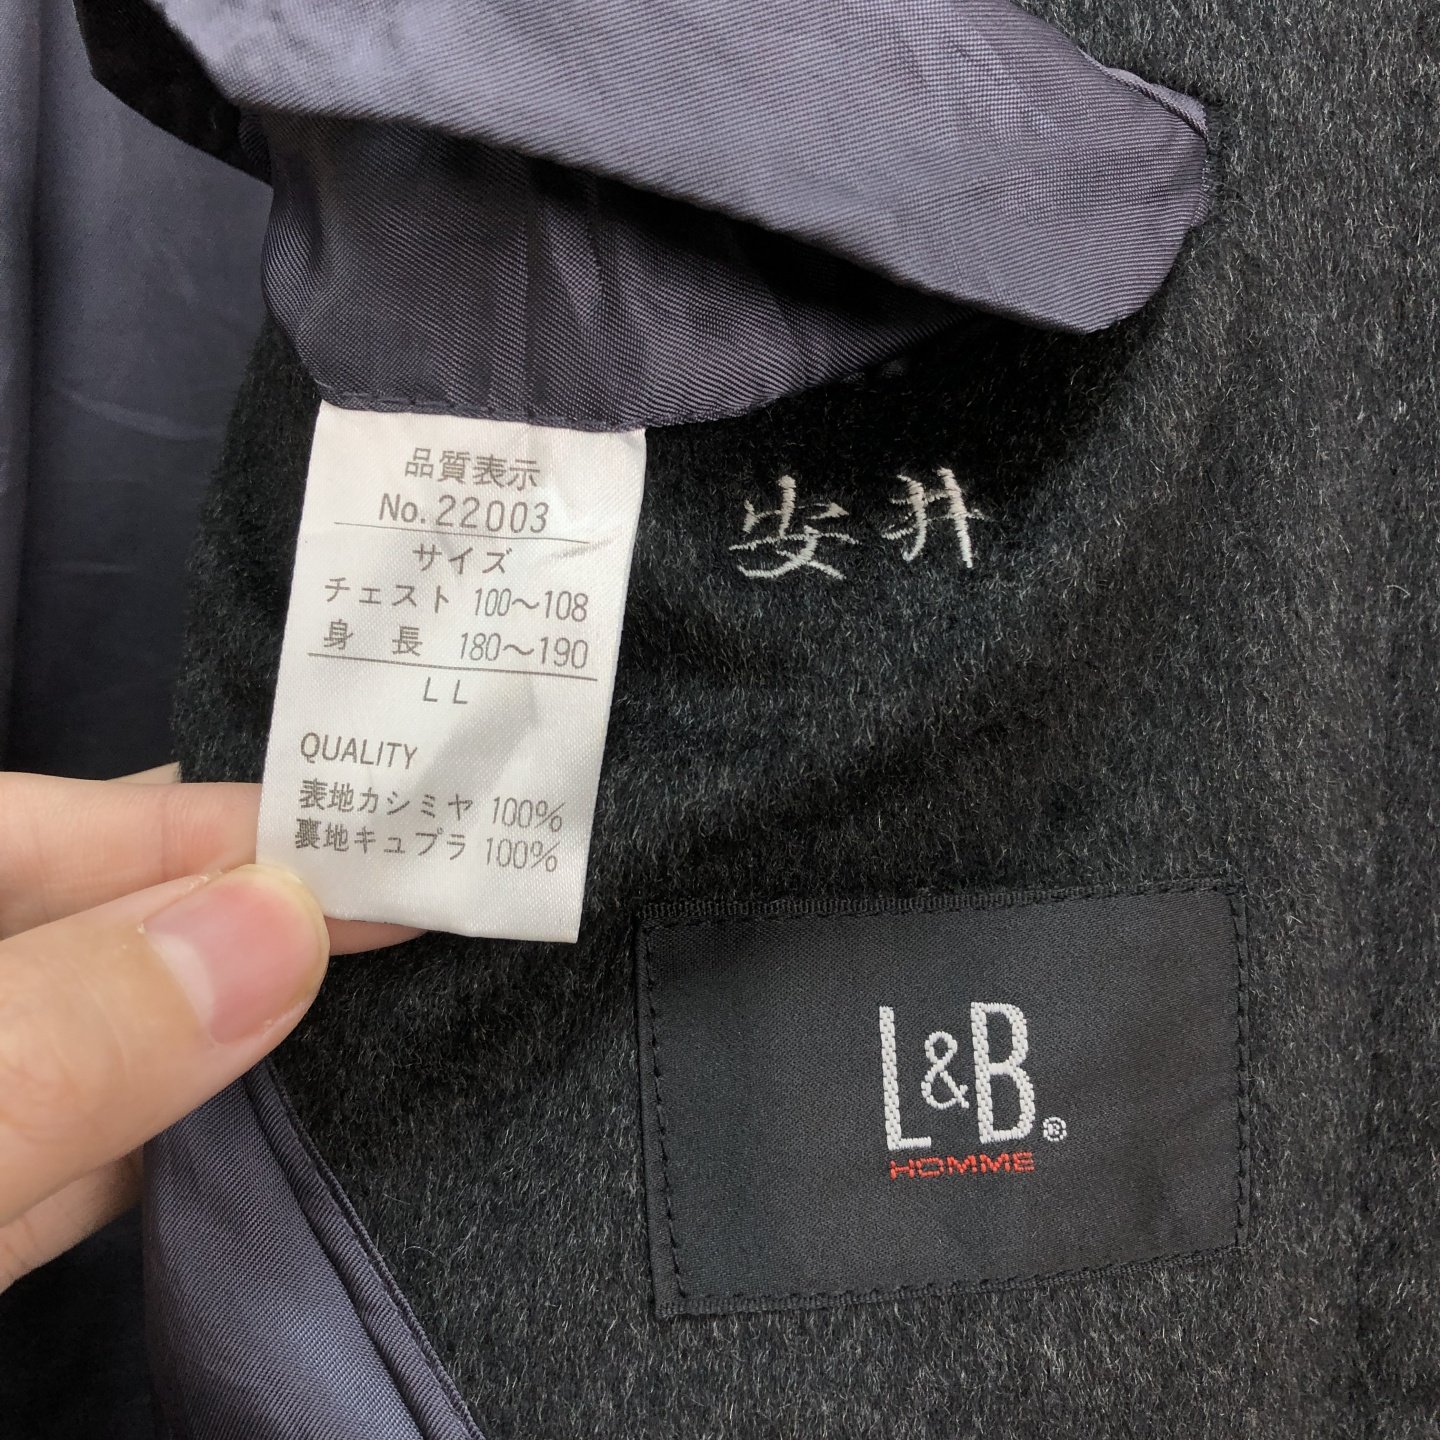 品質表示
No.22003
サイズ
チェスト 100〜108
身 長 180〜190
LL
QUALITY
表地カシミヤ 100%
裏地キュプラ 100%
安井
L&B®
HOMME